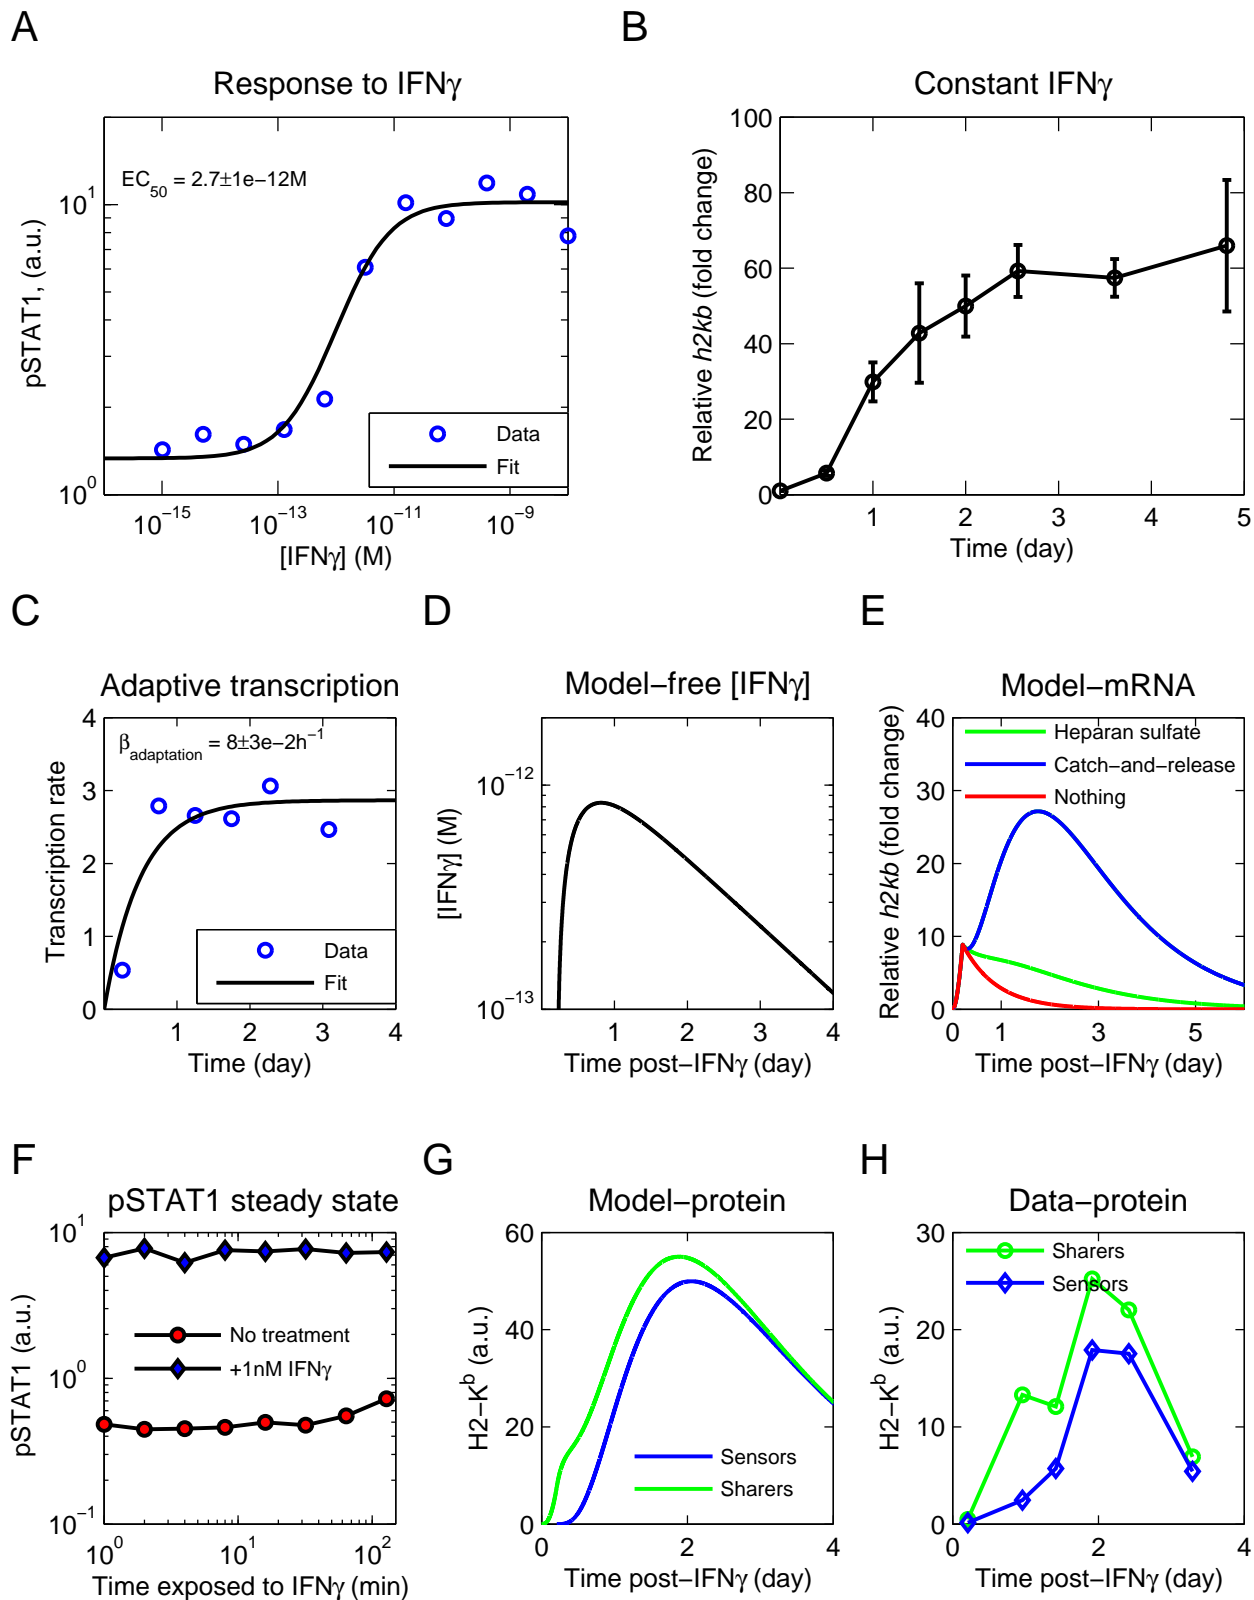 A
Response to IFNγ
EC50 = 2.7±1e−12M
10^1
10^0
pSTAT1, (a.u.)
Data
Fit
10^−15 10^−13 10^−11 10^−9
[IFNγ] (M)
B
Constant IFNγ
100
80
60
40
20
0
Relative h2kb (fold change)
1 2 3 4 5
Time (day)
C
Adaptive transcription
βadaptation = 8±3e−2h^−1
4
3
2
1
0
Transcription rate
Data
Fit
1 2 3 4
Time (day)
D
Model−free [IFNγ]
10^−12
10^−13
[IFNγ] (M)
1 2 3 4
Time post−IFNγ (day)
E
Model−mRNA
40
30
20
10
0
Relative h2kb (fold change)
Heparan sulfate
Catch−and−release
Nothing
0 1 3 5
Time post−IFNγ (day)
F
pSTAT1 steady state
10^1
10^0
10^−1
pSTAT1 (a.u.)
No treatment
+1nM IFNγ
10^0 10^1 10^2
Time exposed to IFNγ (min)
G
Model−protein
60
40
20
0
H2−K^b (a.u.)
Sensors
Sharers
0 2 4
Time post−IFNγ (day)
H
Data−protein
30
20
10
0
H2−K^b (a.u.)
Sharers
Sensors
0 2 4
Time post−IFNγ (day)